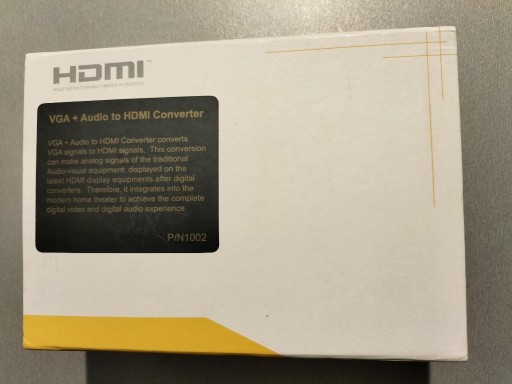 HDMI™
VGA + Audio to HDMI Converter
VGA + Audio to HDMI Converter converts
VGA signals to HDMI signals, This conversion
can make analog signals of the traditional
Audio-visual equipment displayed on the
latest HDMI display equipments after digital
converters. Therefore, it integrates into the
modern home theater to achieve the complete
digital video and digital audio experience
P/N1002